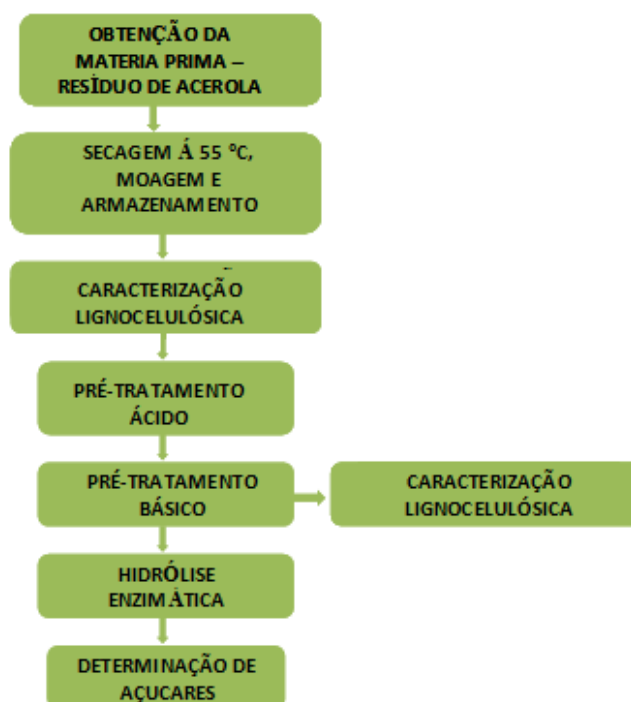 OBTENÇÃO DA
MATERIA PRIMA –
RESÍDUO DE ACEROLA
SECAGEM Á 55 ºC,
MOAGEM E
ARMAZENAMENTO
CARACTERIZAÇÃO
LIGNOCELULÓSICA
PRÉ-TRATAMENTO
ÁCIDO
PRÉ-TRATAMENTO
BÁSICO
CARACTERIZAÇÃO
LIGNOCELULÓSICA
HIDRÓLISE
ENZIMÁTICA
DETERMINAÇÃO DE
AÇUCARES